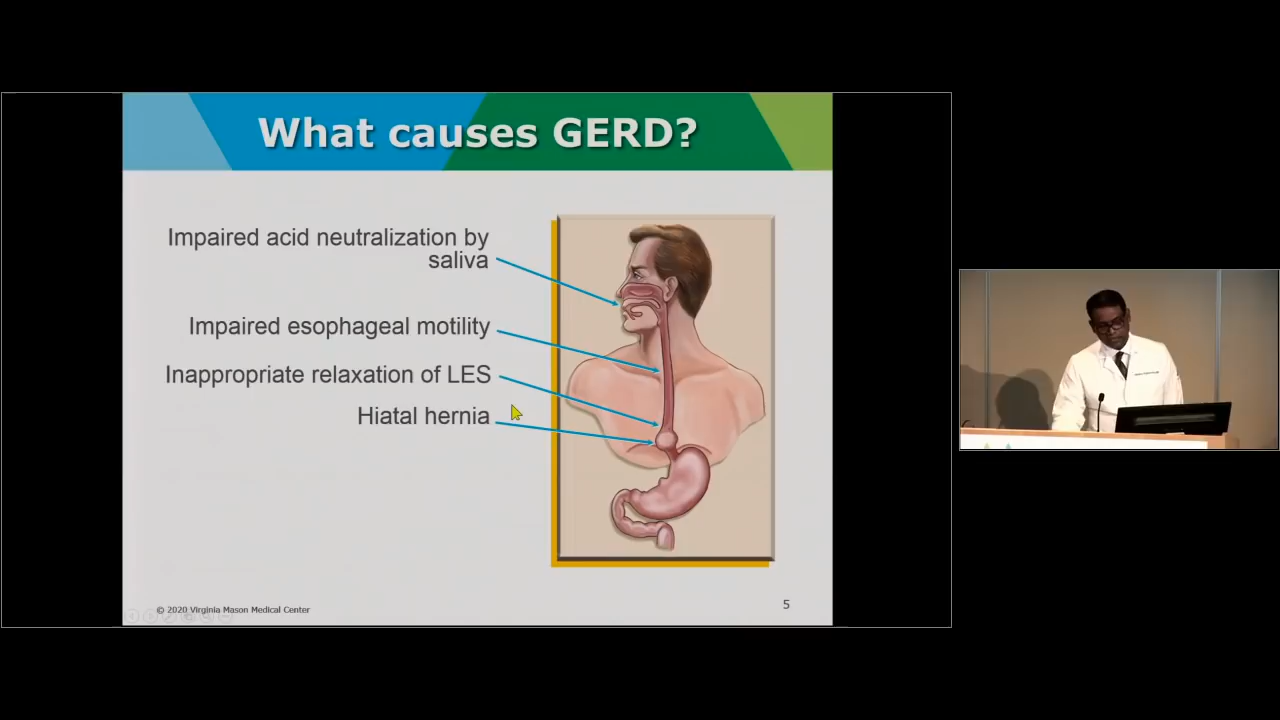 What causes GERD?
Impaired acid neutralization by
saliva
Impaired esophageal motility
Inappropriate relaxation of LES
Hiatal hernia
© 2020 Virginia Mason Medical Center
5